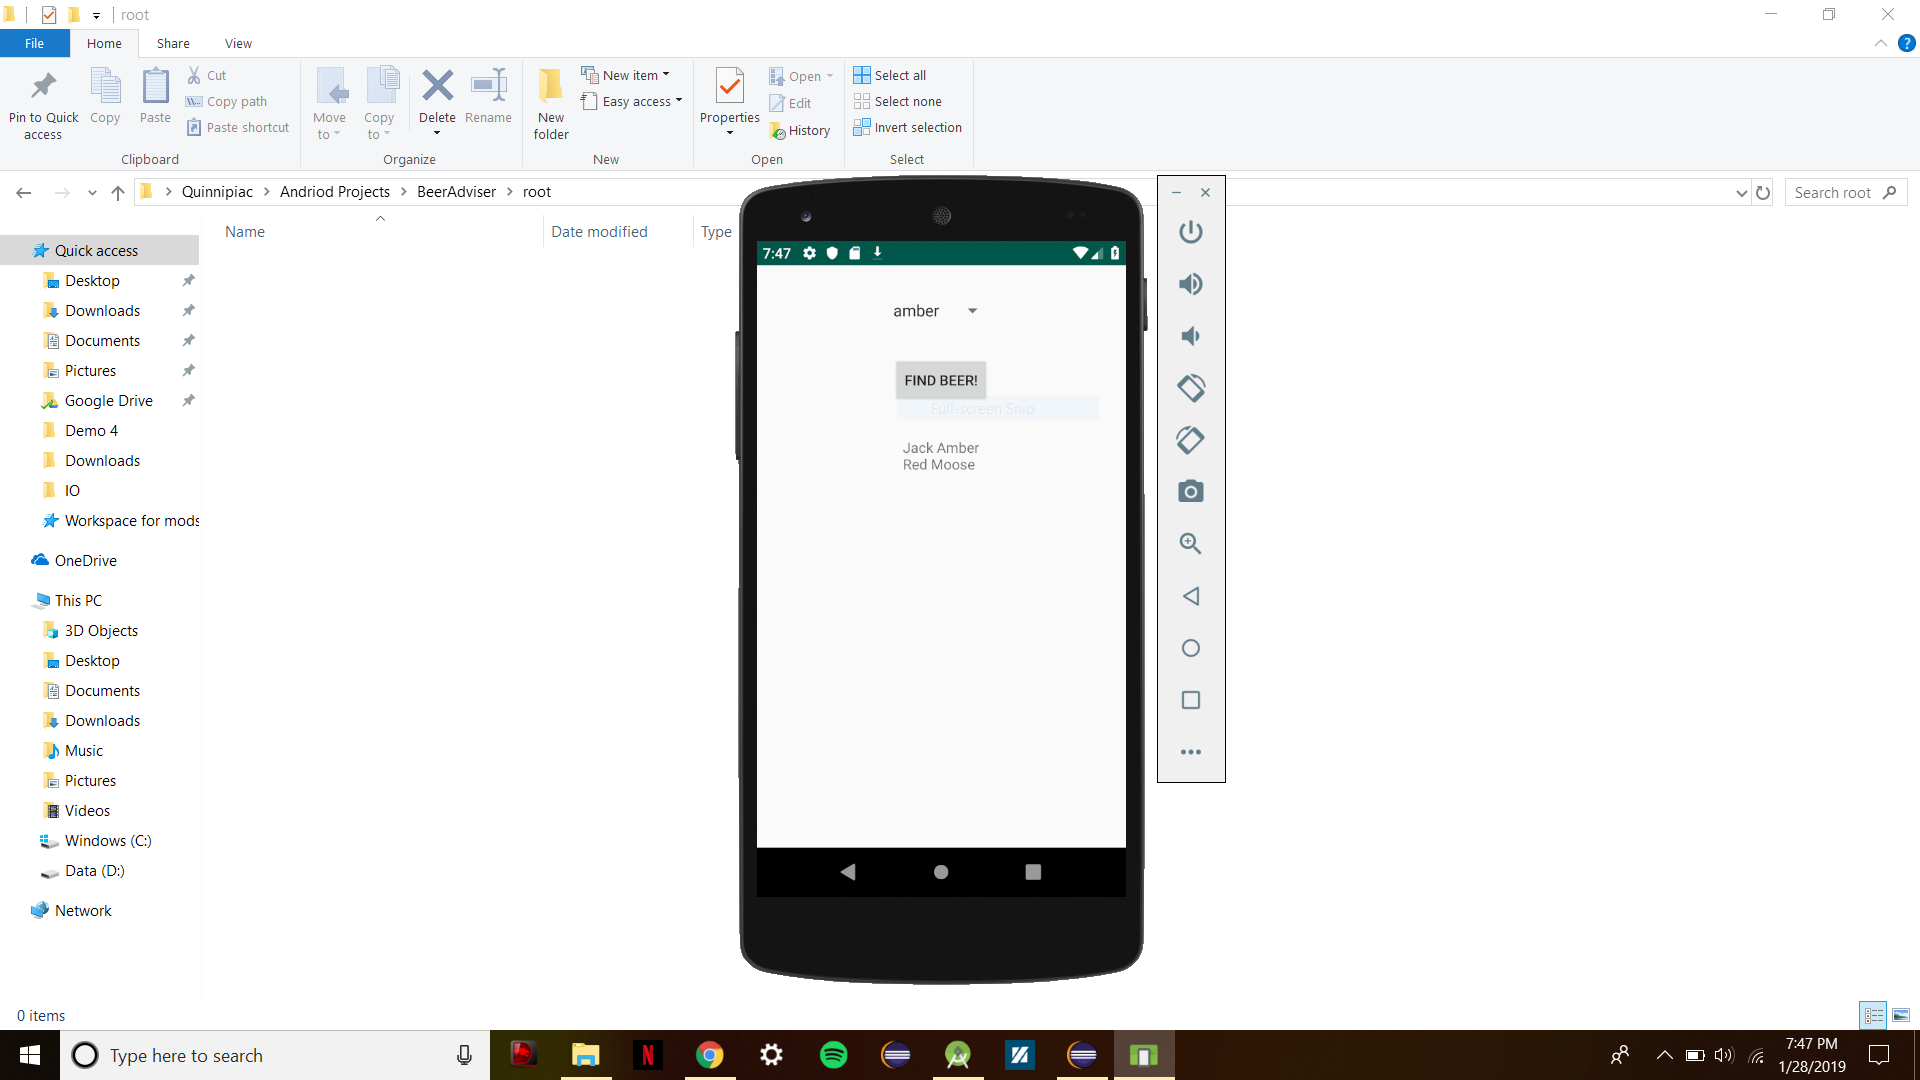 root
File
Home
Share
View
Pin to Quick access
Copy
Paste
Cut
Copy path
Paste shortcut
Clipboard
Move to
Copy to
Delete
Rename
Organize
New folder
New item
Easy access
New
Properties
Open
Edit
History
Open
Select all
Select none
Invert selection
Select
Quinnipiac
Andriod Projects
BeerAdviser
root
Search root
Name
Date modified
Type
Quick access
Desktop
Downloads
Documents
Pictures
Google Drive
Demo 4
Downloads
IO
Workspace for mods
OneDrive
This PC
3D Objects
Desktop
Documents
Downloads
Music
Pictures
Videos
Windows (C:)
Data (D:)
Network
0 items
7:47
amber
FIND BEER!
Full-screen Snip
Jack Amber
Red Moose
Type here to search
7:47 PM
1/28/2019